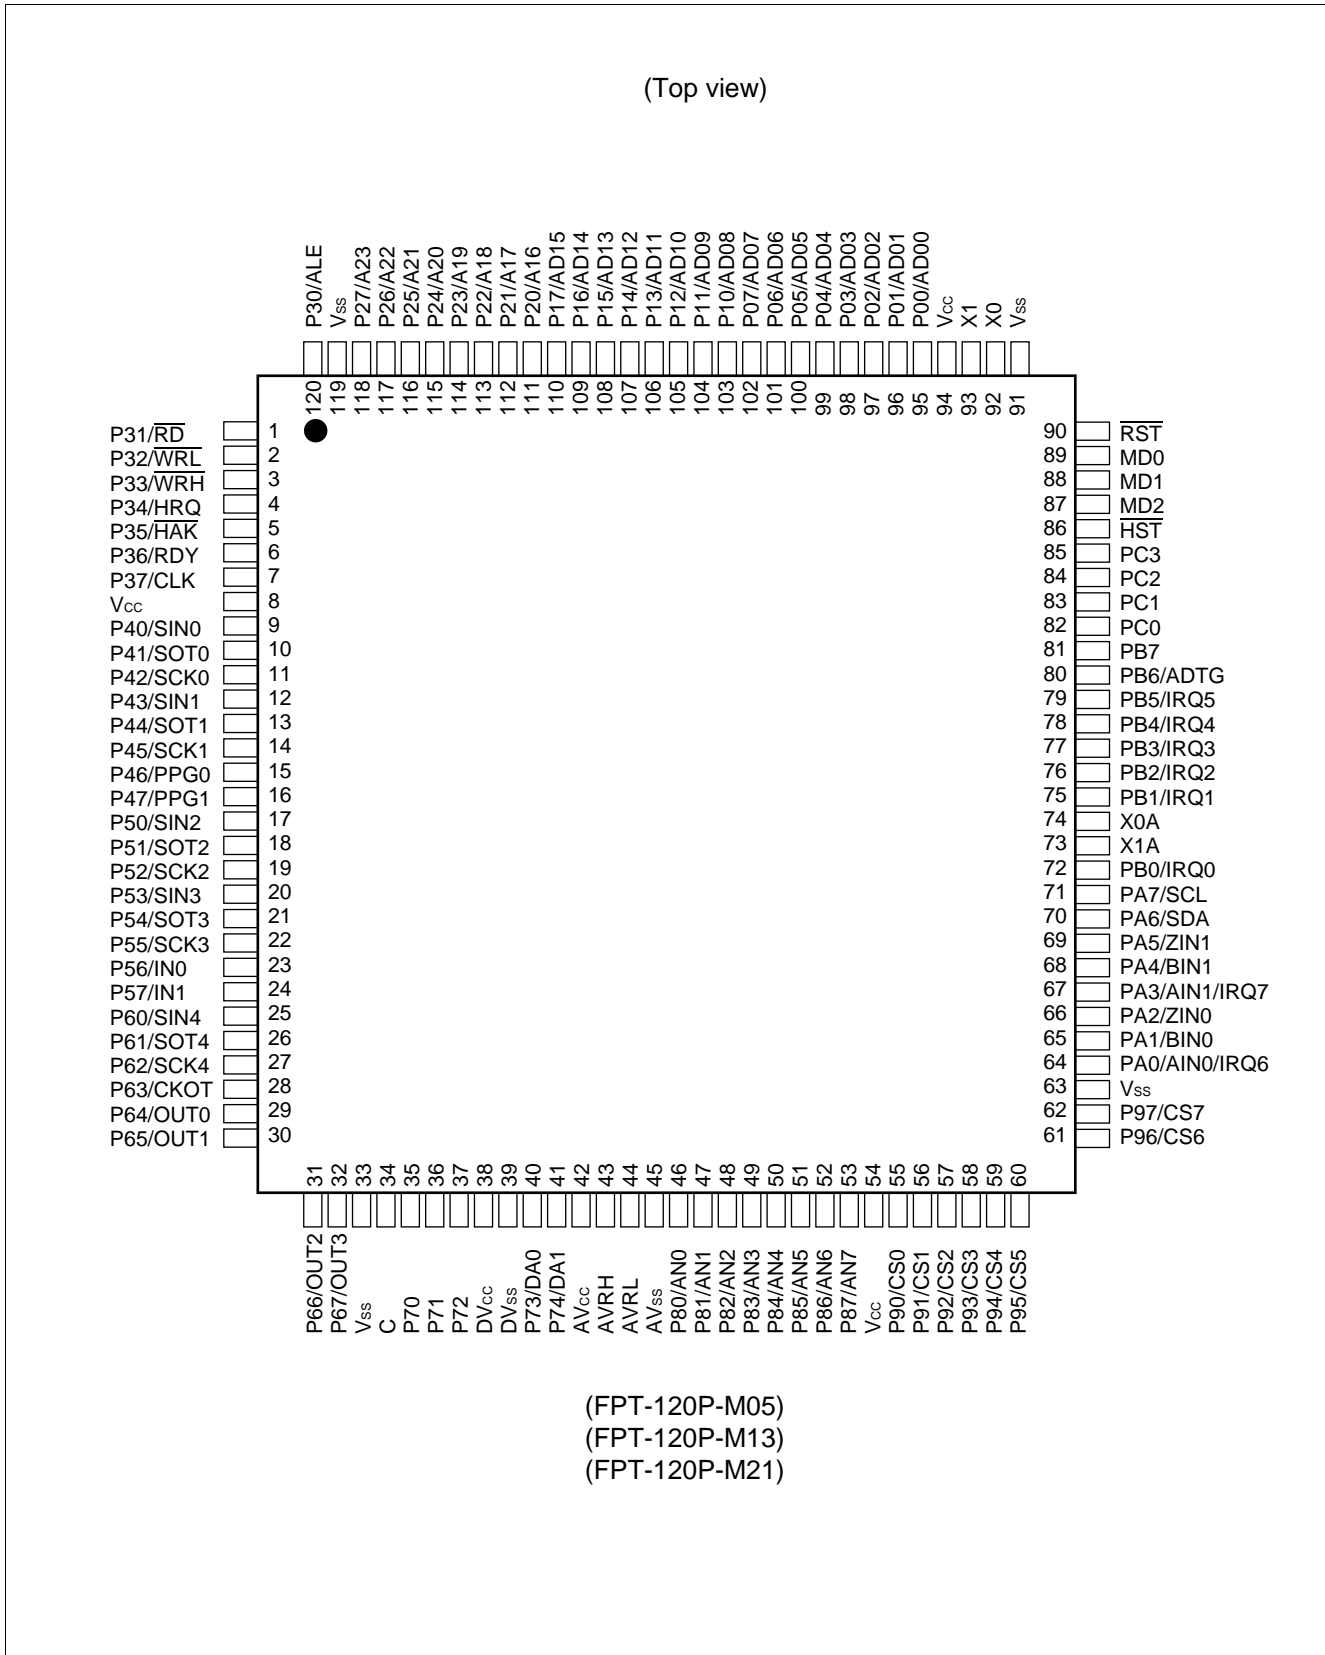 (Top view)
P30/ALE
Vss
P27/A23
P26/A22
P25/A21
P24/A20
P23/A19
P22/A18
P21/A17
P20/A16
P17/AD15
P16/AD14
P15/AD13
P14/AD12
P13/AD11
P12/AD10
P11/AD09
P10/AD08
P07/AD07
P06/AD06
P05/AD05
P04/AD04
P03/AD03
P02/AD02
P01/AD01
P00/AD00
Vcc
X1
X0
Vss
120
119
118
117
116
115
114
113
112
111
110
109
108
107
106
105
104
103
102
101
100
99
98
97
96
95
94
93
92
91
P31/R̅D̅ 1
P32/W̅R̅L̅ 2
P33/W̅R̅H̅ 3
P34/HRQ 4
P35/H̅A̅K̅ 5
P36/RDY 6
P37/CLK 7
Vcc 8
P40/SIN0 9
P41/SOT0 10
P42/SCK0 11
P43/SIN1 12
P44/SOT1 13
P45/SCK1 14
P46/PPG0 15
P47/PPG1 16
P50/SIN2 17
P51/SOT2 18
P52/SCK2 19
P53/SIN3 20
P54/SOT3 21
P55/SCK3 22
P56/IN0 23
P57/IN1 24
P60/SIN4 25
P61/SOT4 26
P62/SCK4 27
P63/CKOT 28
P64/OUT0 29
P65/OUT1 30
90 R̅S̅T̅
89 MD0
88 MD1
87 MD2
86 H̅S̅T̅
85 PC3
84 PC2
83 PC1
82 PC0
81 PB7
80 PB6/ADTG
79 PB5/IRQ5
78 PB4/IRQ4
77 PB3/IRQ3
76 PB2/IRQ2
75 PB1/IRQ1
74 X0A
73 X1A
72 PB0/IRQ0
71 PA7/SCL
70 PA6/SDA
69 PA5/ZIN1
68 PA4/BIN1
67 PA3/AIN1/IRQ7
66 PA2/ZIN0
65 PA1/BIN0
64 PA0/AIN0/IRQ6
63 Vss
62 P97/CS7
61 P96/CS6
31
32
33
34
35
36
37
38
39
40
41
42
43
44
45
46
47
48
49
50
51
52
53
54
55
56
57
58
59
60
P66/OUT2
P67/OUT3
Vss
C
P70
P71
P72
DVcc
DVss
P73/DA0
P74/DA1
AVcc
AVRH
AVRL
AVss
P80/AN0
P81/AN1
P82/AN2
P83/AN3
P84/AN4
P85/AN5
P86/AN6
P87/AN7
Vcc
P90/CS0
P91/CS1
P92/CS2
P93/CS3
P94/CS4
P95/CS5
(FPT-120P-M05)
(FPT-120P-M13)
(FPT-120P-M21)